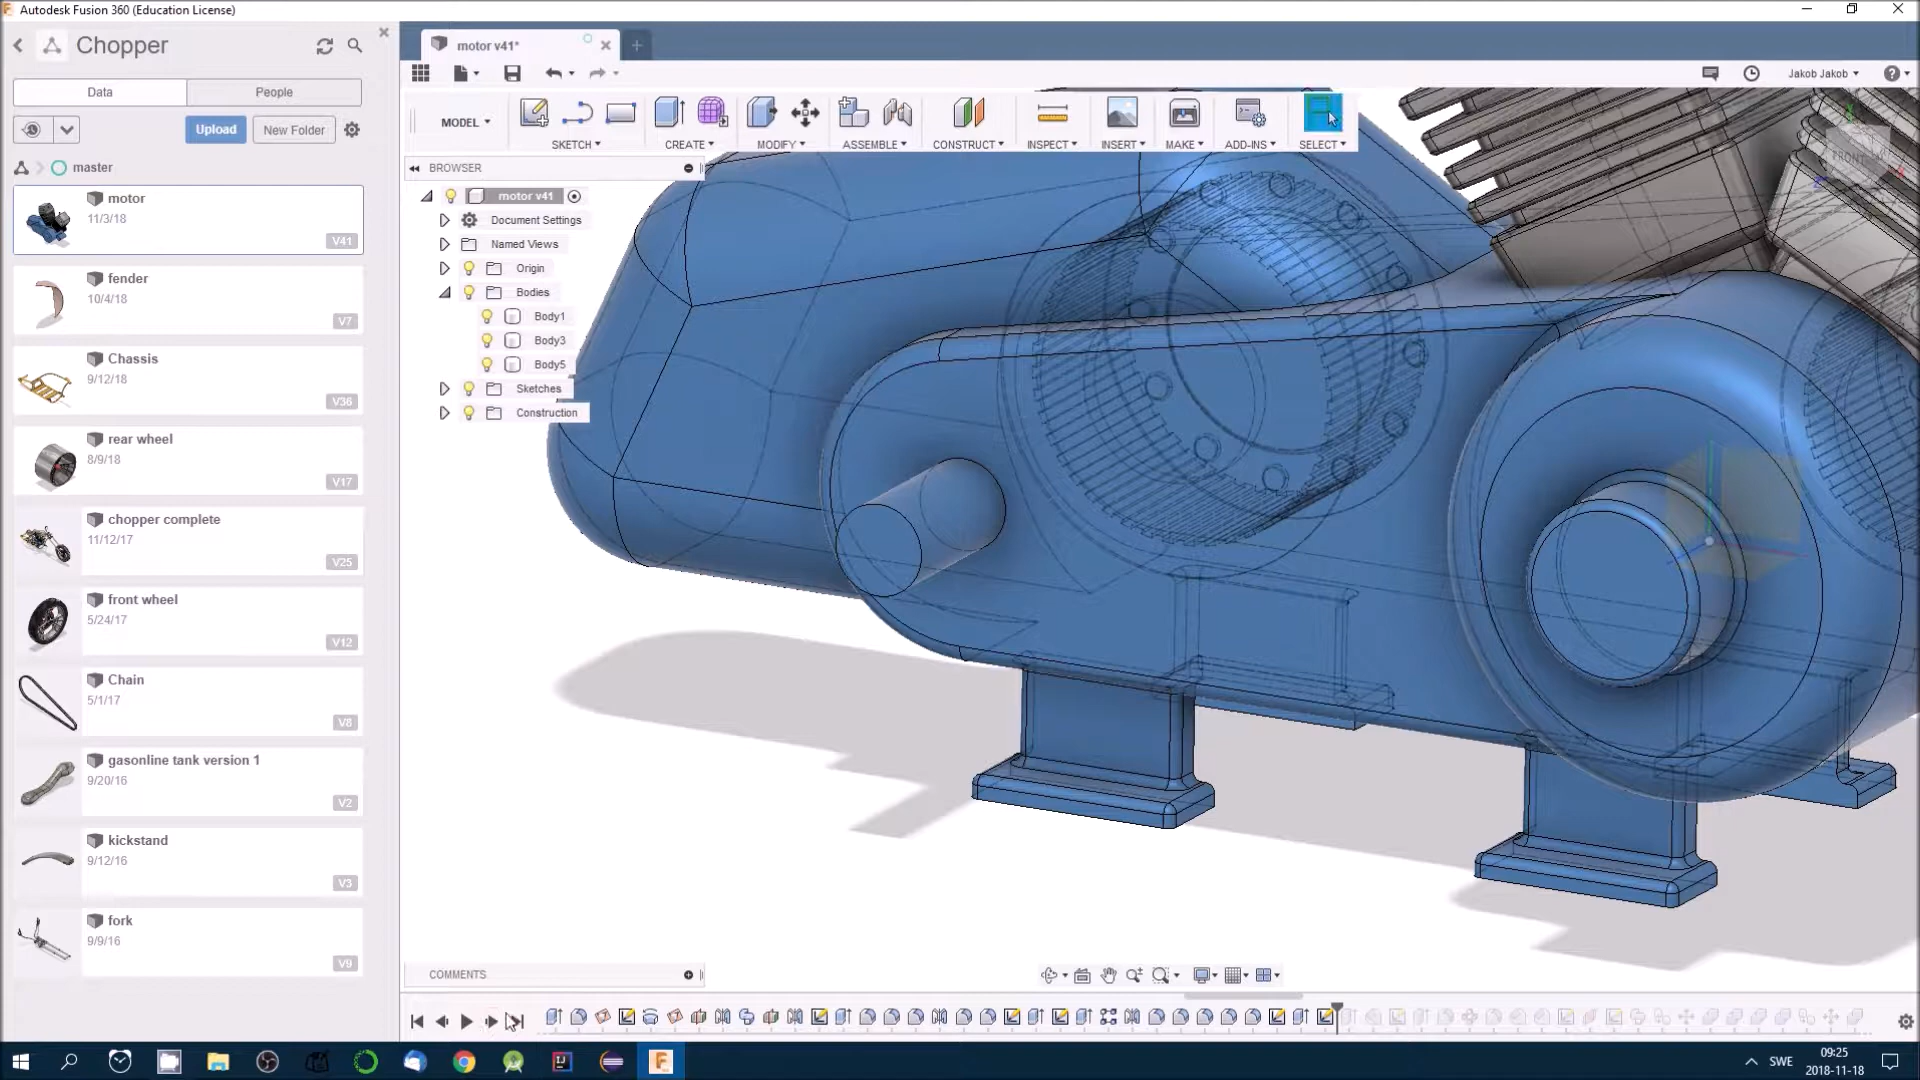 Autodesk Fusion 360 (Education License)
Chopper
motor v41*
Jakob Jakob
Data
People
Upload
New Folder
MODEL
SKETCH
CREATE
MODIFY
ASSEMBLE
CONSTRUCT
INSPECT
INSERT
MAKE
ADD-INS
SELECT
FRONT
master
BROWSER
motor v41
Document Settings
Named Views
Origin
Bodies
Body1
Body3
Body5
Sketches
Construction
motor
11/3/18
V41
fender
10/4/18
V7
Chassis
9/12/18
V36
rear wheel
8/9/18
V17
chopper complete
11/12/17
V25
front wheel
5/24/17
V12
Chain
5/1/17
V8
gasonline tank version 1
9/20/16
V2
kickstand
9/12/16
V3
fork
9/9/16
V9
COMMENTS
SWE
09:25
2018-11-18